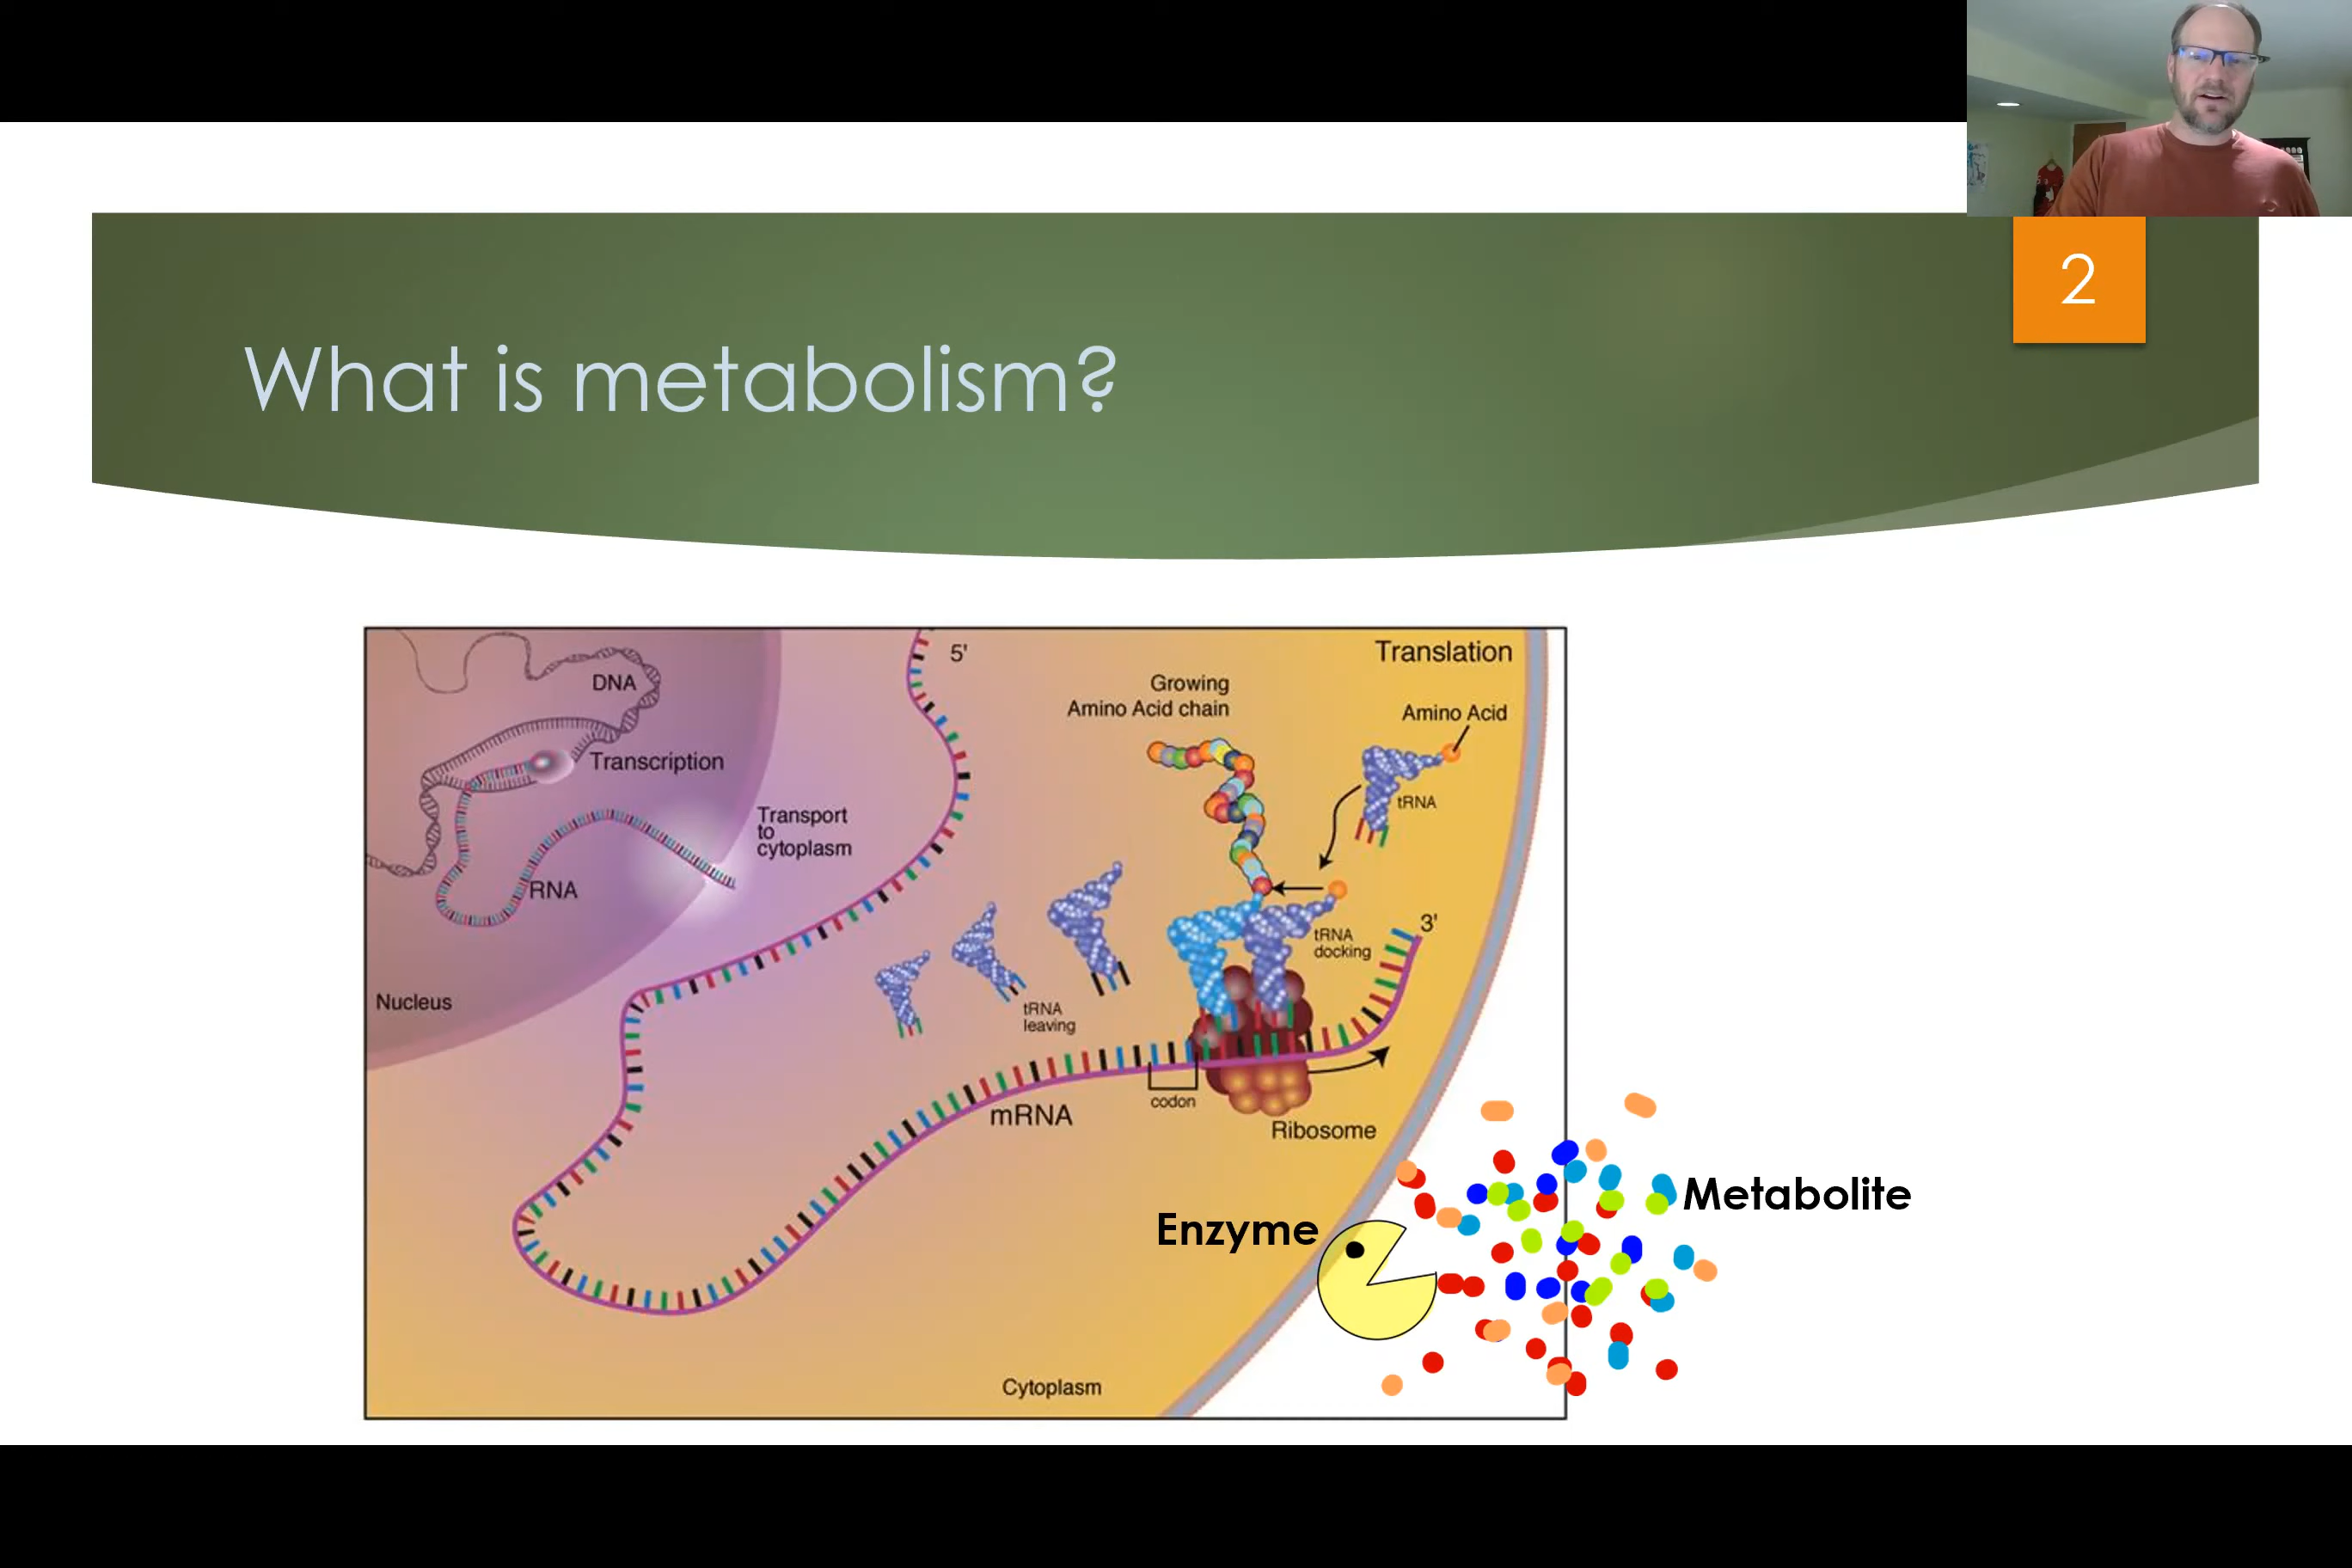 2
What is metabolism?
5'
Translation
DNA
Growing
Amino Acid chain
Amino Acid
Transcription
tRNA
Transport
to
cytoplasm
RNA
3'
tRNA
docking
Nucleus
tRNA
leaving
codon
mRNA
Ribosome
Metabolite
Enzyme
Cytoplasm